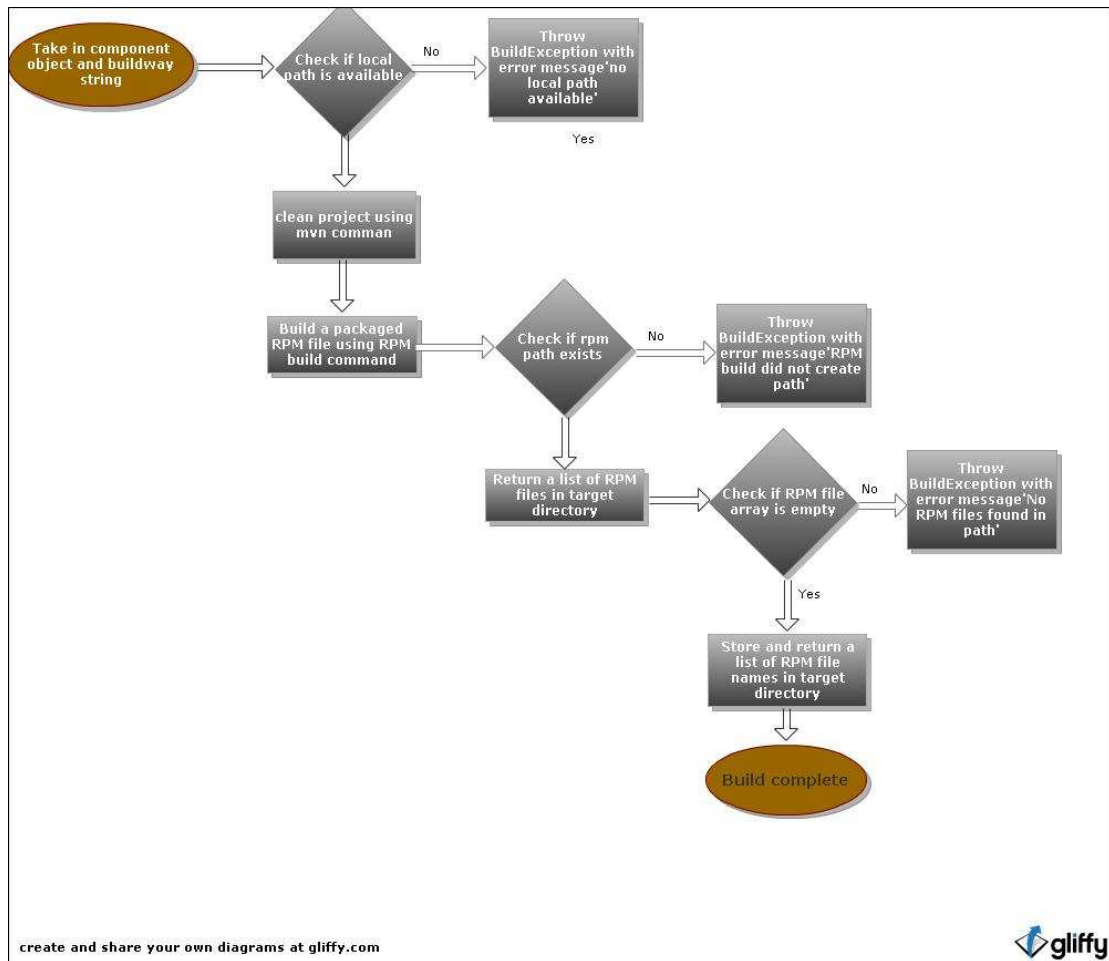 Take in component
object and buildway
string
Check if local
path is available
No
Throw
BuildException with
error message'no
local path
available'
Yes
clean project using
mvn comman
Build a packaged
RPM file using RPM
build command
Check if rpm
path exists
No
Throw
BuildException with
error message'RPM
build did not create
path'
Return a list of RPM
files in target
directory
Check if RPM file
array is empty
No
Throw
BuildException with
error message'No
RPM files found in
path'
Yes
Store and return a
list of RPM file
names in target
directory
Build complete
create and share your own diagrams at gliffy.com
gliffy